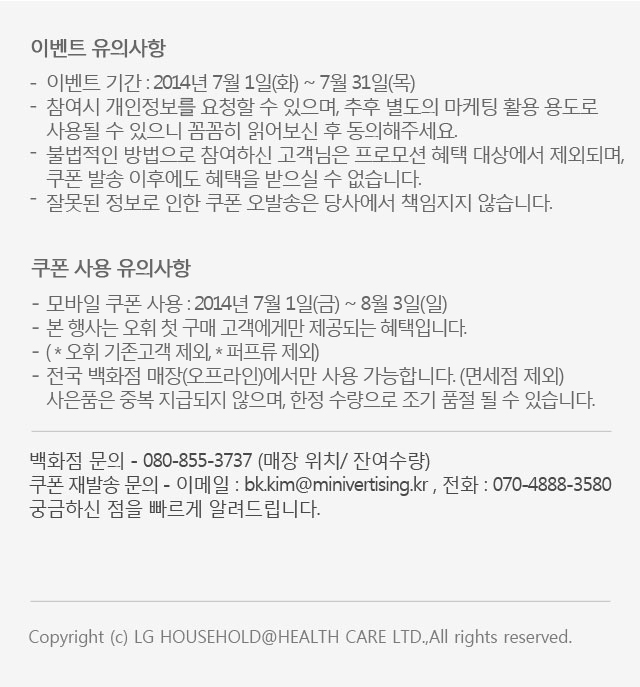 이벤트 유의사항
- 이벤트 기간 : 2014년 7월 1일(화) ~ 7월 31일(목)
- 참여시 개인정보를 요청할 수 있으며, 추후 별도의 마케팅 활용 용도로
사용될 수 있으니 꼼꼼히 읽어보신 후 동의해주세요.
- 불법적인 방법으로 참여하신 고객님은 프로모션 혜택 대상에서 제외되며,
쿠폰 발송 이후에도 혜택을 받으실 수 없습니다.
- 잘못된 정보로 인한 쿠폰 오발송은 당사에서 책임지지 않습니다.
쿠폰 사용 유의사항
- 모바일 쿠폰 사용 : 2014년 7월 1일(금) ~ 8월 3일(일)
- 본 행사는 오휘 첫 구매 고객에게만 제공되는 혜택입니다.
- ( * 오휘 기존고객 제외, * 퍼프류 제외)
- 전국 백화점 매장(오프라인)에서만 사용 가능합니다. (면세점 제외)
사은품은 중복 지급되지 않으며, 한정 수량으로 조기 품절 될 수 있습니다.
백화점 문의 - 080-855-3737 (매장 위치/ 잔여수량)
쿠폰 재발송 문의 - 이메일 : bk.kim@minivertising.kr , 전화 : 070-4888-3580
궁금하신 점을 빠르게 알려드립니다.
Copyright (c) LG HOUSEHOLD@HEALTH CARE LTD.,All rights reserved.